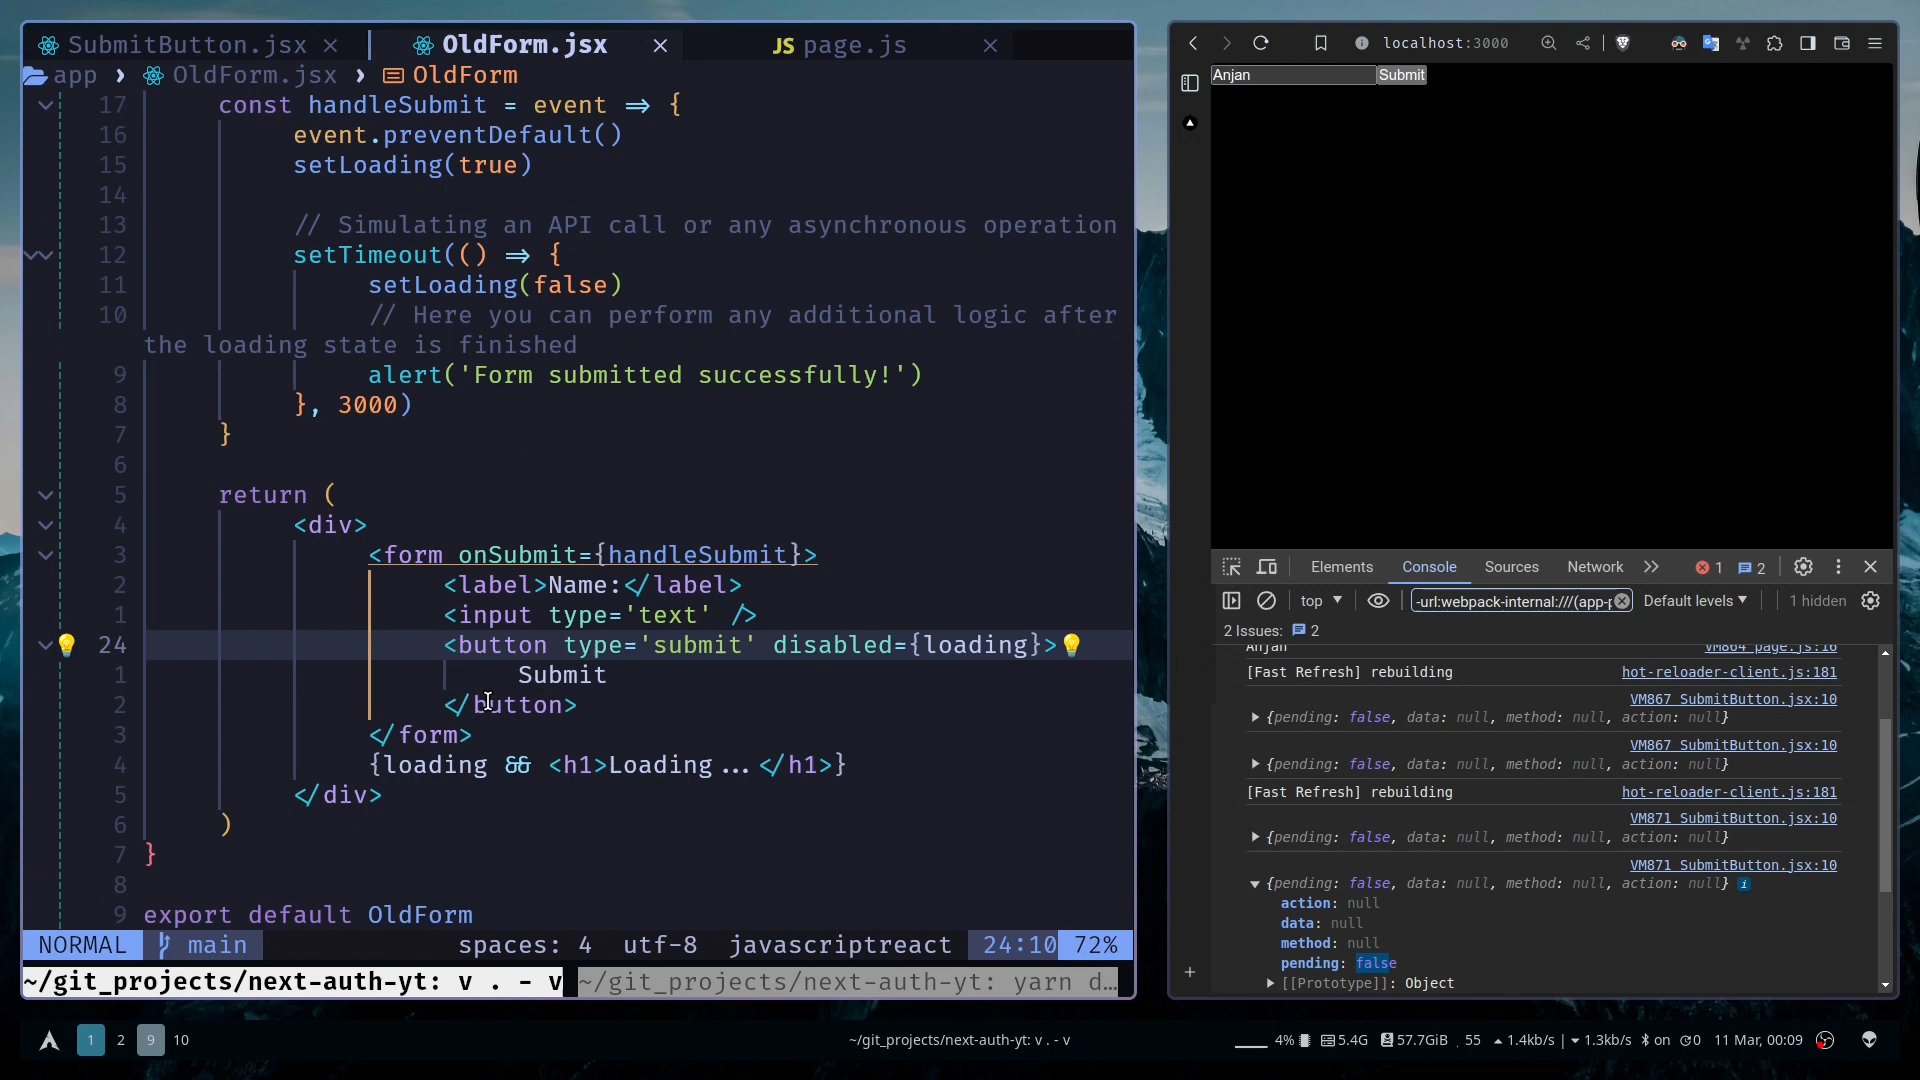 SubmitButton.jsx ×
OldForm.jsx ×
JS page.js ×
app › OldForm.jsx › OldForm
17 const handleSubmit = event => {
16 event.preventDefault()
15 setLoading(true)
14
13 // Simulating an API call or any asynchronous operation
12 setTimeout(() => {
11 setLoading(false)
10 // Here you can perform any additional logic after
the loading state is finished
9 alert('Form submitted successfully!')
8 }, 3000)
7 }
6
5 return (
4 <div>
3 <form onSubmit={handleSubmit}>
2 <label>Name:</label>
1 <input type='text' />
24 <button type='submit' disabled={loading}>
1 Submit
2 </button>
3 </form>
4 {loading && <h1>Loading...</h1>}
5 </div>
6 )
7 }
8
9 export default OldForm
NORMAL main spaces: 4 utf-8 javascriptreact 24:10 72%
~/git_projects/next-auth-yt: v . - v ~/git_projects/next-auth-yt: yarn d…
localhost:3000
Anjan Submit
Elements Console Sources Network 1 2
top -url:webpack-internal:///(app-p Default levels 1 hidden
2 Issues: 2
Anjan VM864 page.js:16
[Fast Refresh] rebuilding hot-reloader-client.js:181
VM867 SubmitButton.jsx:10
{pending: false, data: null, method: null, action: null}
VM867 SubmitButton.jsx:10
{pending: false, data: null, method: null, action: null}
[Fast Refresh] rebuilding hot-reloader-client.js:181
VM871 SubmitButton.jsx:10
{pending: false, data: null, method: null, action: null}
VM871 SubmitButton.jsx:10
{pending: false, data: null, method: null, action: null} i
action: null
data: null
method: null
pending: false
[[Prototype]]: Object
1 2 9 10 ~/git_projects/next-auth-yt: v . - v 4% 5.4G 57.7GiB 55 1.4kb/s | 1.3kb/s on 0 11 Mar, 00:09